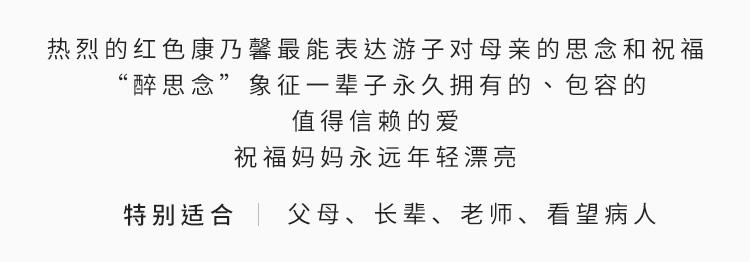 热烈的红色康乃馨最能表达游子对母亲的思念和祝福
“醉思念”象征一辈子永久拥有的、包容的
值得信赖的爱
祝福妈妈永远年轻漂亮
特别适合｜父母、长辈、老师、看望病人